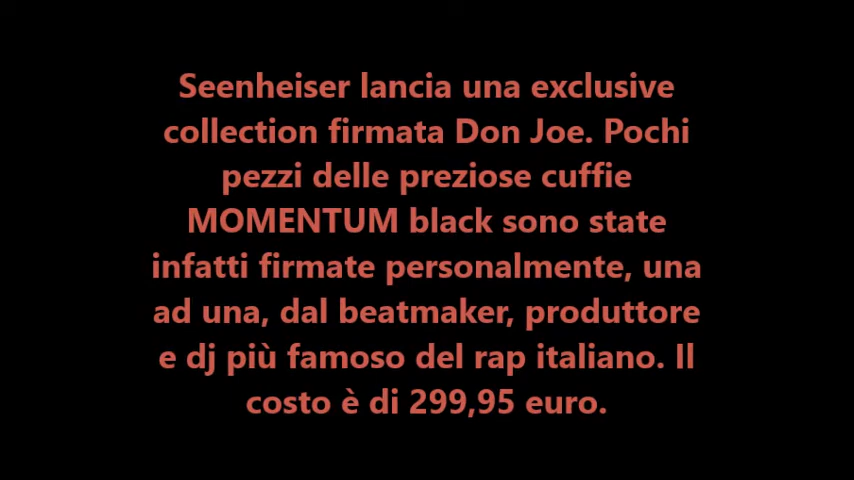 Seenheiser lancia una exclusive
collection firmata Don Joe. Pochi
pezzi delle preziose cuffie
MOMENTUM black sono state
infatti firmate personalmente, una
ad una, dal beatmaker, produttore
e dj più famoso del rap italiano. Il
costo è di 299,95 euro.